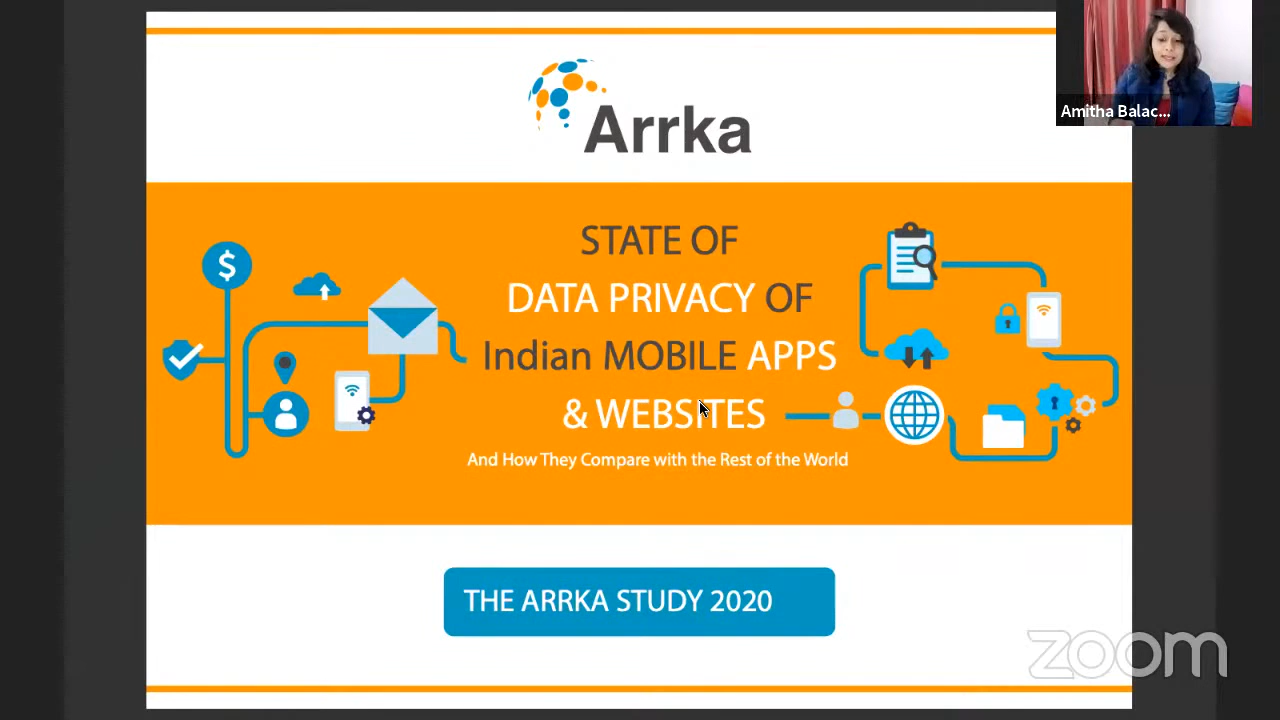 Arrka
Amitha Balac...
STATE OF
DATA PRIVACY OF
Indian MOBILE APPS
& WEBSITES
And How They Compare with the Rest of the World
THE ARRKA STUDY 2020
zoom
$